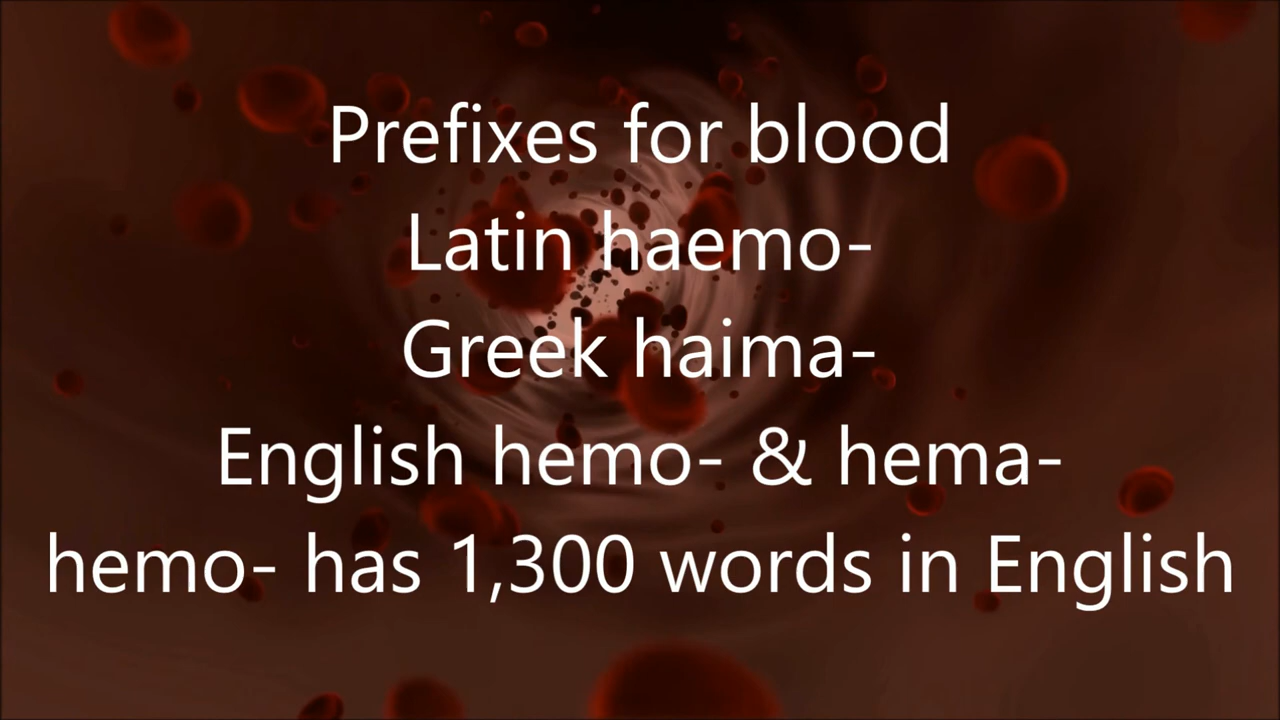 Prefixes for blood
Latin haemo-
Greek haima-
English hemo- & hema-
hemo- has 1,300 words in English